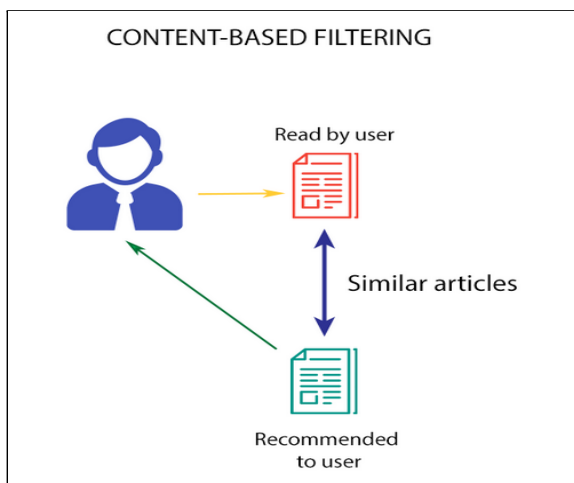 CONTENT-BASED FILTERING
Read by user
Similar articles
Recommended
to user